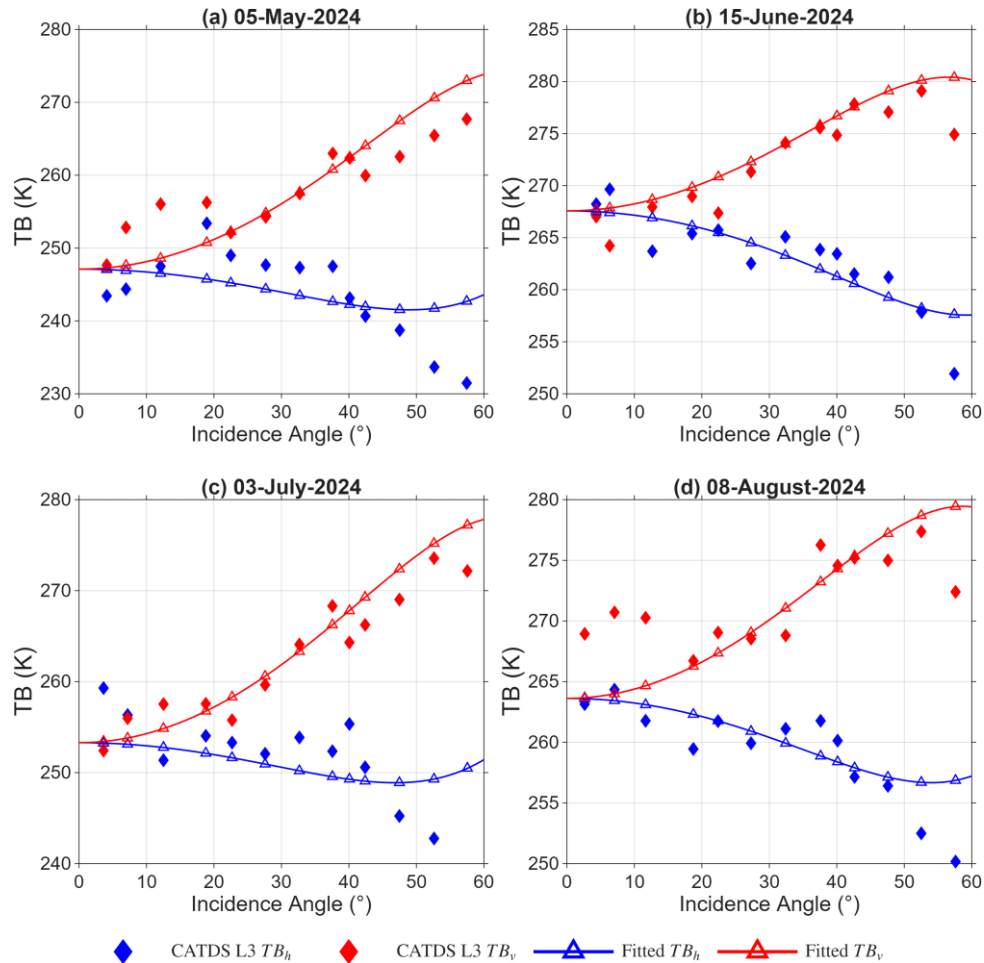 (a) 05-May-2024
280
270
260
250
240
230
TB (K)
0 10 20 30 40 50 60
Incidence Angle (°)
(b) 15-June-2024
285
280
275
270
265
260
255
250
TB (K)
0 10 20 30 40 50 60
Incidence Angle (°)
(c) 03-July-2024
280
270
260
250
240
TB (K)
0 10 20 30 40 50 60
Incidence Angle (°)
(d) 08-August-2024
280
275
270
265
260
255
250
TB (K)
0 10 20 30 40 50 60
Incidence Angle (°)
CATDS L3 TBₕ CATDS L3 TBᵥ Fitted TBₕ Fitted TBᵥ